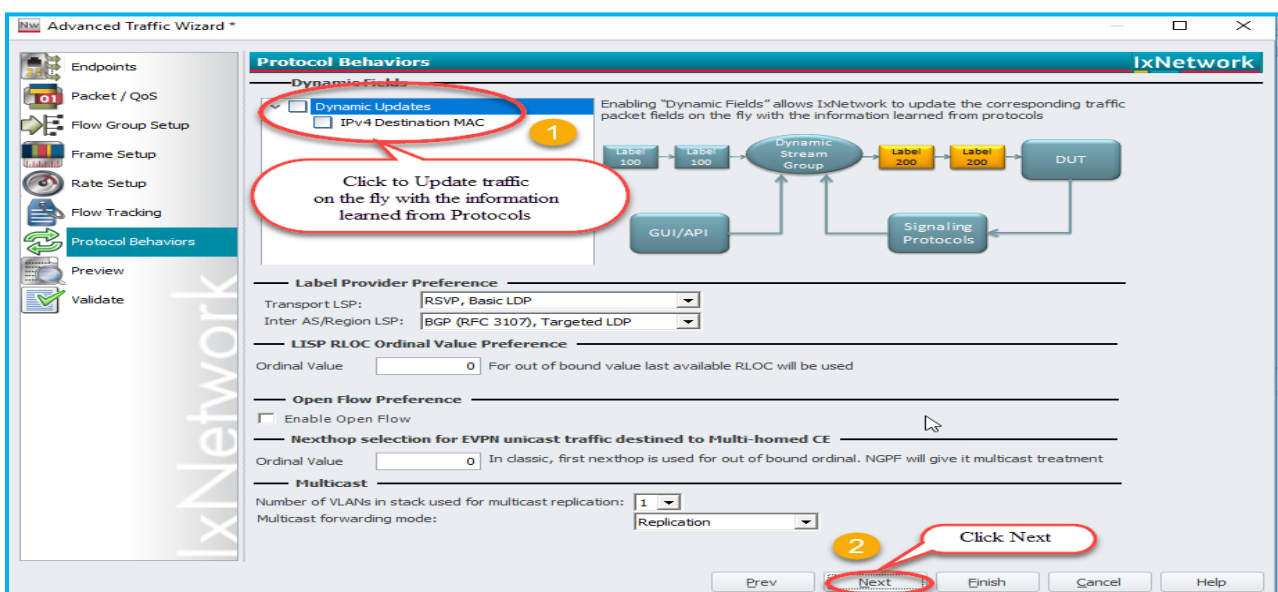 Nw Advanced Traffic Wizard *
Endpoints
Packet / QoS
Flow Group Setup
Frame Setup
Rate Setup
Flow Tracking
Protocol Behaviors
Preview
Validate
IxNetwork
Protocol Behaviors
IxNetwork
Dynamic Fields
Dynamic Updates
IPv4 Destination MAC
1
Click to Update traffic
on the fly with the information
learned from Protocols
Enabling "Dynamic Fields" allows IxNetwork to update the corresponding traffic
packet fields on the fly with the information learned from protocols
Label 100
Label 100
Dynamic Stream Group
Label 200
Label 200
DUT
GUI/API
Signaling Protocols
Label Provider Preference
Transport LSP: RSVP, Basic LDP
Inter AS/Region LSP: BGP (RFC 3107), Targeted LDP
LISP RLOC Ordinal Value Preference
Ordinal Value 0 For out of bound value last available RLOC will be used
Open Flow Preference
Enable Open Flow
Nexthop selection for EVPN unicast traffic destined to Multi-homed CE
Ordinal Value 0 In classic, first nexthop is used for out of bound ordinal. NGPF will give it multicast treatment
Multicast
Number of VLANs in stack used for multicast replication: 1
Multicast forwarding mode: Replication
2
Click Next
Prev Next Finish Cancel Help